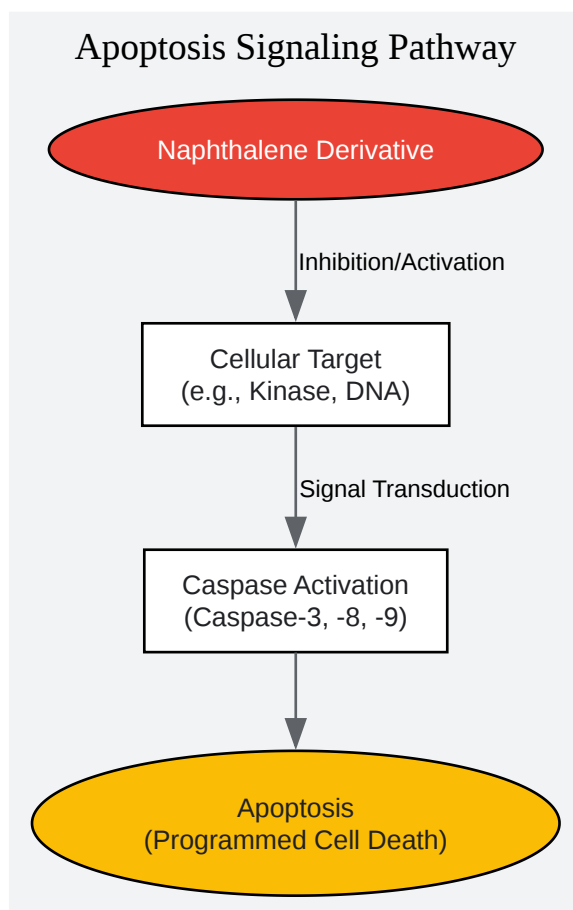 Apoptosis Signaling Pathway
Naphthalene Derivative
Inhibition/Activation
Cellular Target
(e.g., Kinase, DNA)
Signal Transduction
Caspase Activation
(Caspase-3, -8, -9)
Apoptosis
(Programmed Cell Death)